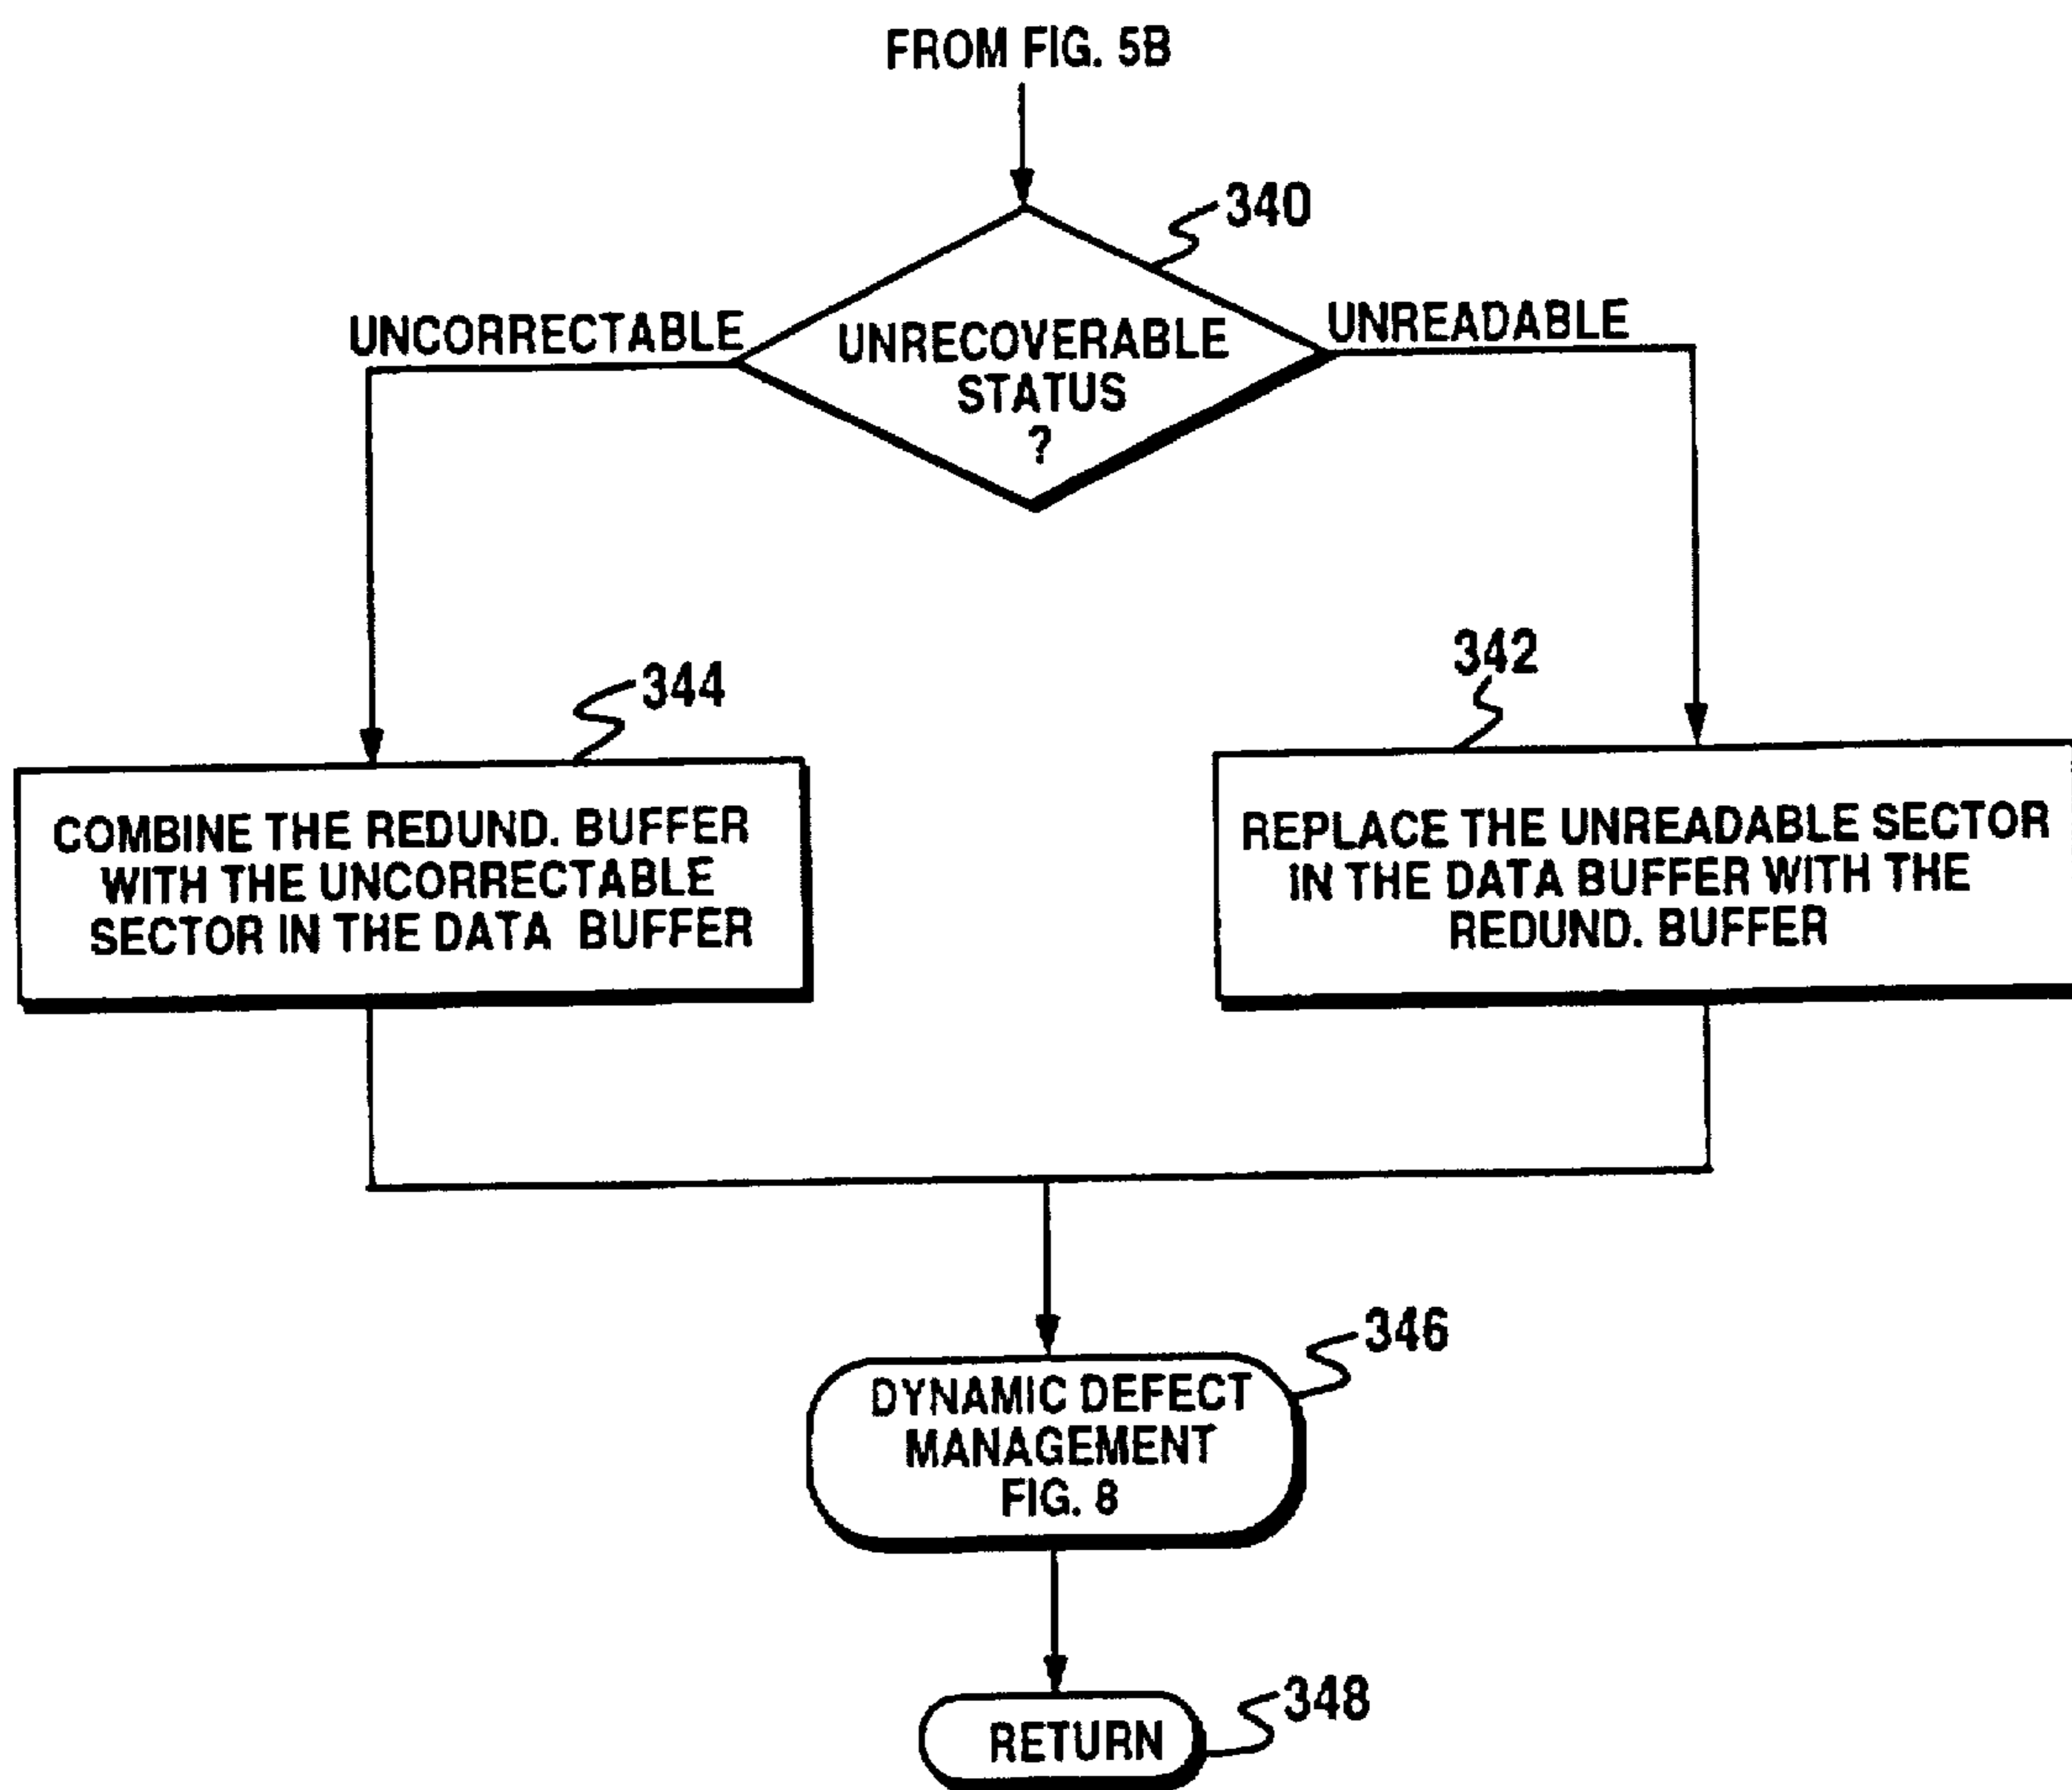 FROM FIG. 5B
340
UNCORRECTABLE
UNRECOVERABLE
STATUS
?
UNREADABLE
344
COMBINE THE REDUND. BUFFER
WITH THE UNCORRECTABLE
SECTOR IN THE DATA BUFFER
342
REPLACE THE UNREADABLE SECTOR
IN THE DATA BUFFER WITH THE
REDUND. BUFFER
346
DYNAMIC DEFECT
MANAGEMENT
FIG. 8
348
RETURN